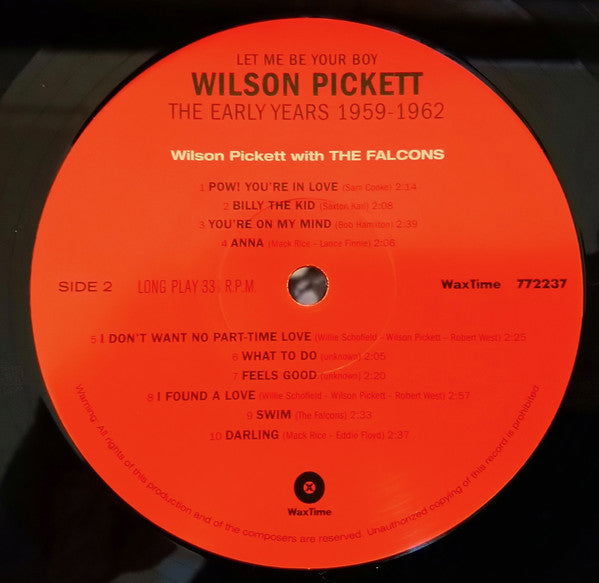 LET ME BE YOUR BOY
WILSON PICKETT
THE EARLY YEARS 1959-1962
Wilson Pickett with THE FALCONS
1 POW! YOU'RE IN LOVE (Sam Cooke) 2:14
2 BILLY THE KID (Saxton Kari) 2:08
3 YOU'RE ON MY MIND (Bob Hamilton) 2:39
4 ANNA (Mack Rice - Lance Finnie) 2:06
SIDE 2 LONG PLAY 33⅓ R.P.M. WaxTime 772237
5 I DON'T WANT NO PART-TIME LOVE (Willie Schofield - Wilson Pickett - Robert West) 2:25
6 WHAT TO DO (unknown) 2:05
7 FEELS GOOD (unknown) 2:20
8 I FOUND A LOVE (Willie Schofield - Wilson Pickett - Robert West) 2:57
9 SWIM (The Falcons) 2:33
10 DARLING (Mack Rice - Eddie Floyd) 2:37
WaxTime
Warning: All rights of this production and of the composers are reserved. Unauthorized copying of this record is prohibited.